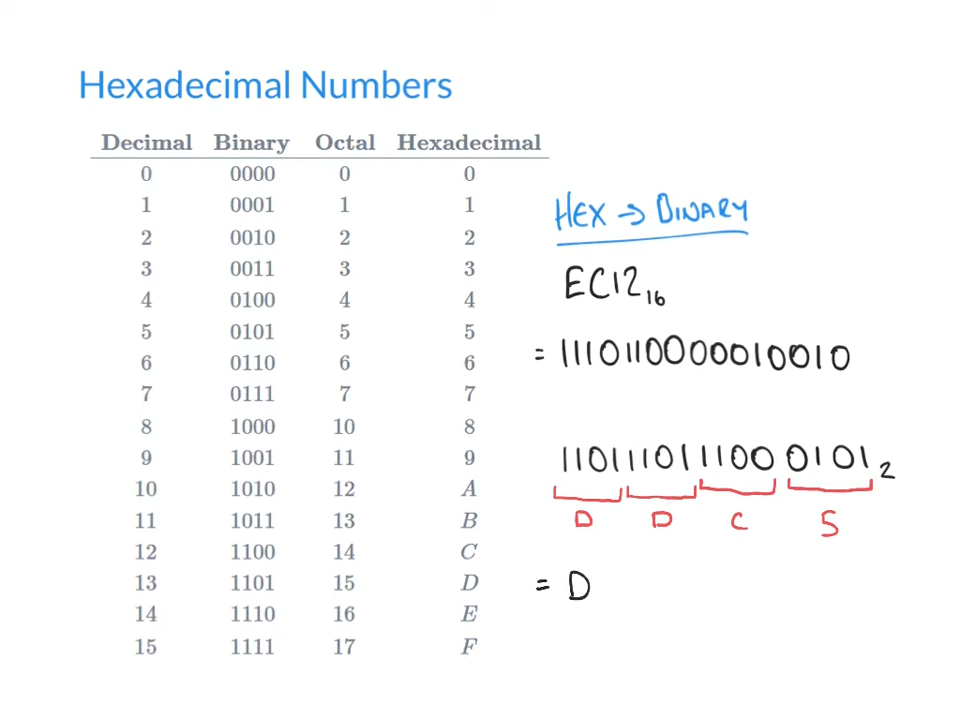 Hexadecimal Numbers
Decimal Binary Octal Hexadecimal
0 0000 0 0
1 0001 1 1
2 0010 2 2
3 0011 3 3
4 0100 4 4
5 0101 5 5
6 0110 6 6
7 0111 7 7
8 1000 10 8
9 1001 11 9
10 1010 12 A
11 1011 13 B
12 1100 14 C
13 1101 15 D
14 1110 16 E
15 1111 17 F
HEX → BINARY
EC12₁₆
= 1110110000010010
1101110111000101₂
D D C 5
= D